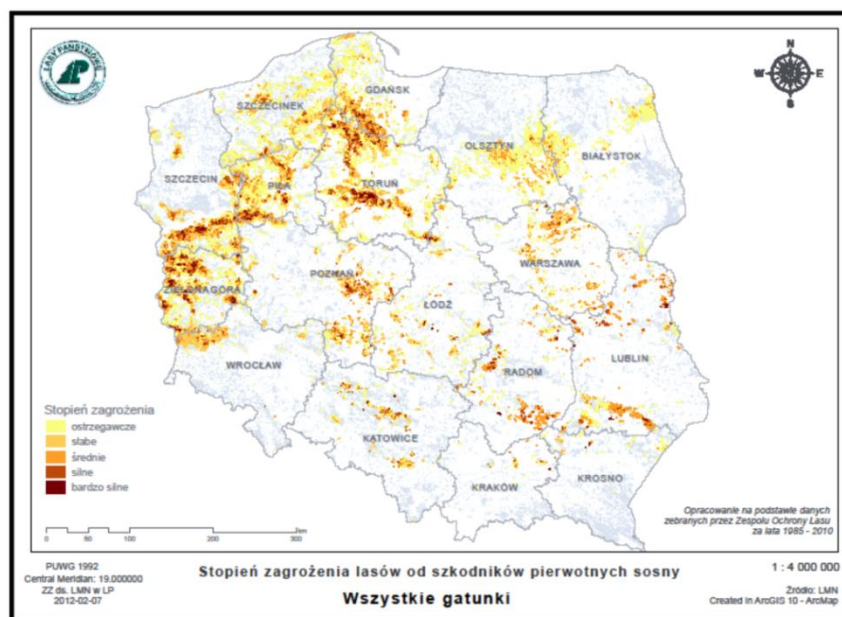 LASY PAŃSTWOWE
N
W E
S
GDAŃSK
SZCZECINEK
OLSZTYN
BIAŁYSTOK
SZCZECIN
PIŁA
TORUŃ
WARSZAWA
POZNAŃ
ZIELONA GÓRA
ŁÓDŹ
WROCŁAW
RADOM
LUBLIN
KATOWICE
KRAKÓW
KROSNO
Stopień zagrożenia
ostrzegawcze
słabe
średnie
silne
bardzo silne
km
0 50 100 200 300
Opracowanie na podstawie danych
zebranych przez Zespołu Ochrony Lasu
za lata 1985 - 2010
PUWG 1992
Central Meridian: 19.000000
ZZ ds. LMN w LP
2012-02-07
Stopień zagrożenia lasów od szkodników pierwotnych sosny
Wszystkie gatunki
1 : 4 000 000
Źródło: LMN
Created in ArcGIS 10 - ArcMap